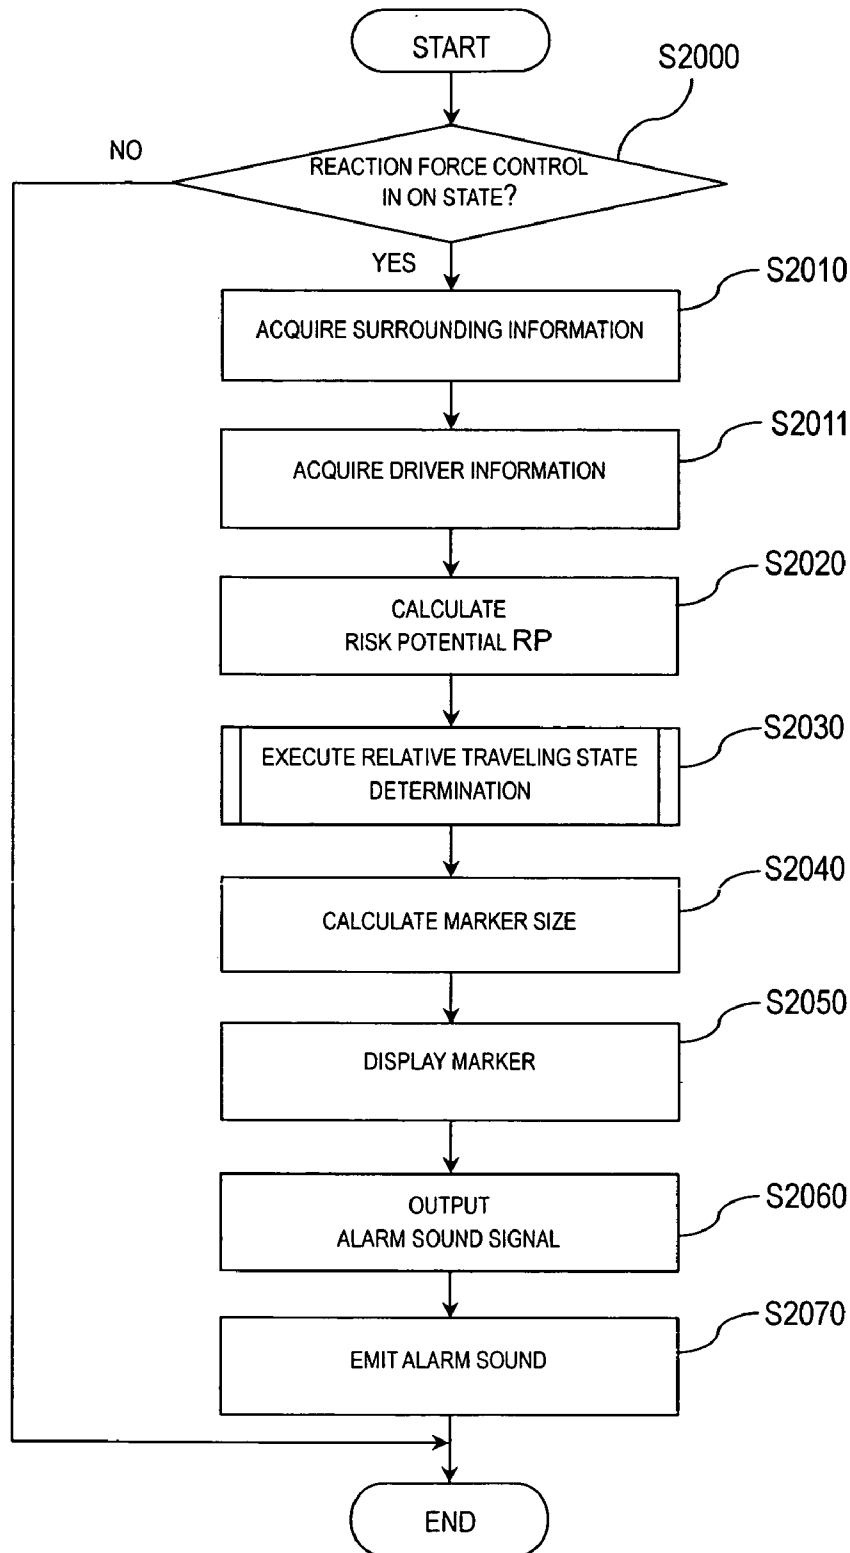 START
S2000
NO
REACTION FORCE CONTROL
IN ON STATE?
YES
S2010
ACQUIRE SURROUNDING INFORMATION
S2011
ACQUIRE DRIVER INFORMATION
S2020
CALCULATE
RISK POTENTIAL RP
S2030
EXECUTE RELATIVE TRAVELING STATE
DETERMINATION
S2040
CALCULATE MARKER SIZE
S2050
DISPLAY MARKER
S2060
OUTPUT
ALARM SOUND SIGNAL
S2070
EMIT ALARM SOUND
END